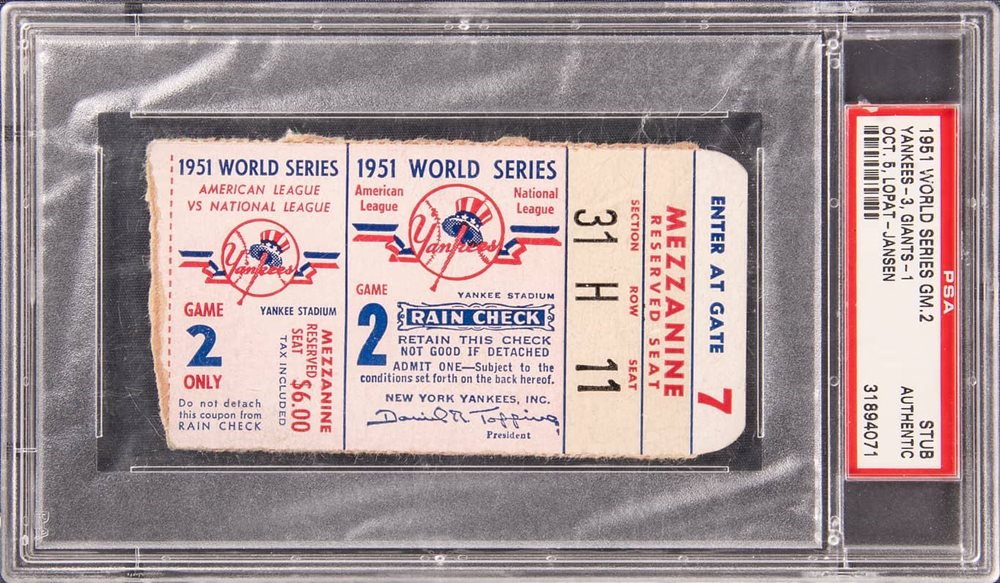 1951 WORLD SERIES
AMERICAN LEAGUE
VS NATIONAL LEAGUE
Yankees
GAME
2
ONLY
YANKEE STADIUM
MEZZANINE
RESERVED
SEAT $6.00
TAX INCLUDED
Do not detach
this coupon from
RAIN CHECK
1951 WORLD SERIES
American
League
National
League
Yankees
GAME
2
YANKEE STADIUM
RAIN CHECK
RETAIN THIS CHECK
NOT GOOD IF DETACHED
ADMIT ONE—Subject to the
conditions set forth on the back hereof.
NEW YORK YANKEES, INC.
Daniel R. Topping
President
SECTION ROW SEAT
31 H 11
MEZZANINE
RESERVED SEAT
ENTER AT GATE 7
PSA
1951 WORLD SERIES GM.2 STUB
YANKEES-3, GIANTS-1 AUTHENTIC
OCT. 5, LOPAT-JANSEN
31894071